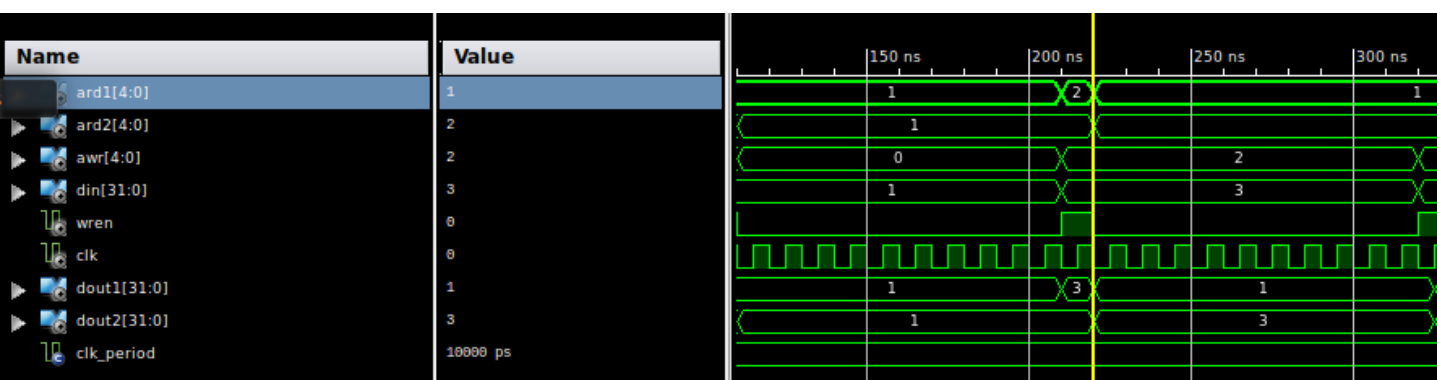 Name Value 150 ns 200 ns 250 ns 300 ns
ard1[4:0] 1 1 2 1
ard2[4:0] 2 1
awr[4:0] 2 0 2
din[31:0] 3 1 3
wren 0
clk 0
dout1[31:0] 1 1 3 1
dout2[31:0] 3 1 3
clk_period 10000 ps